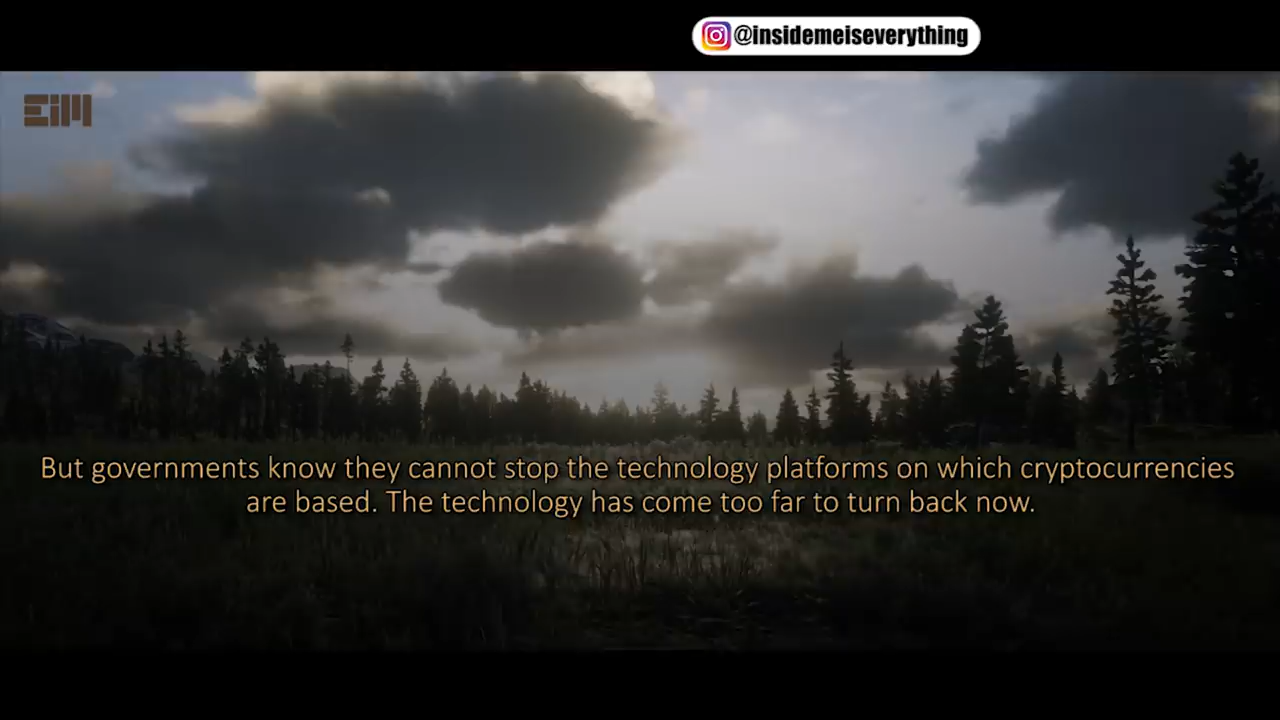 @insidemeiseverything
EiM
But governments know they cannot stop the technology platforms on which cryptocurrencies
are based. The technology has come too far to turn back now.